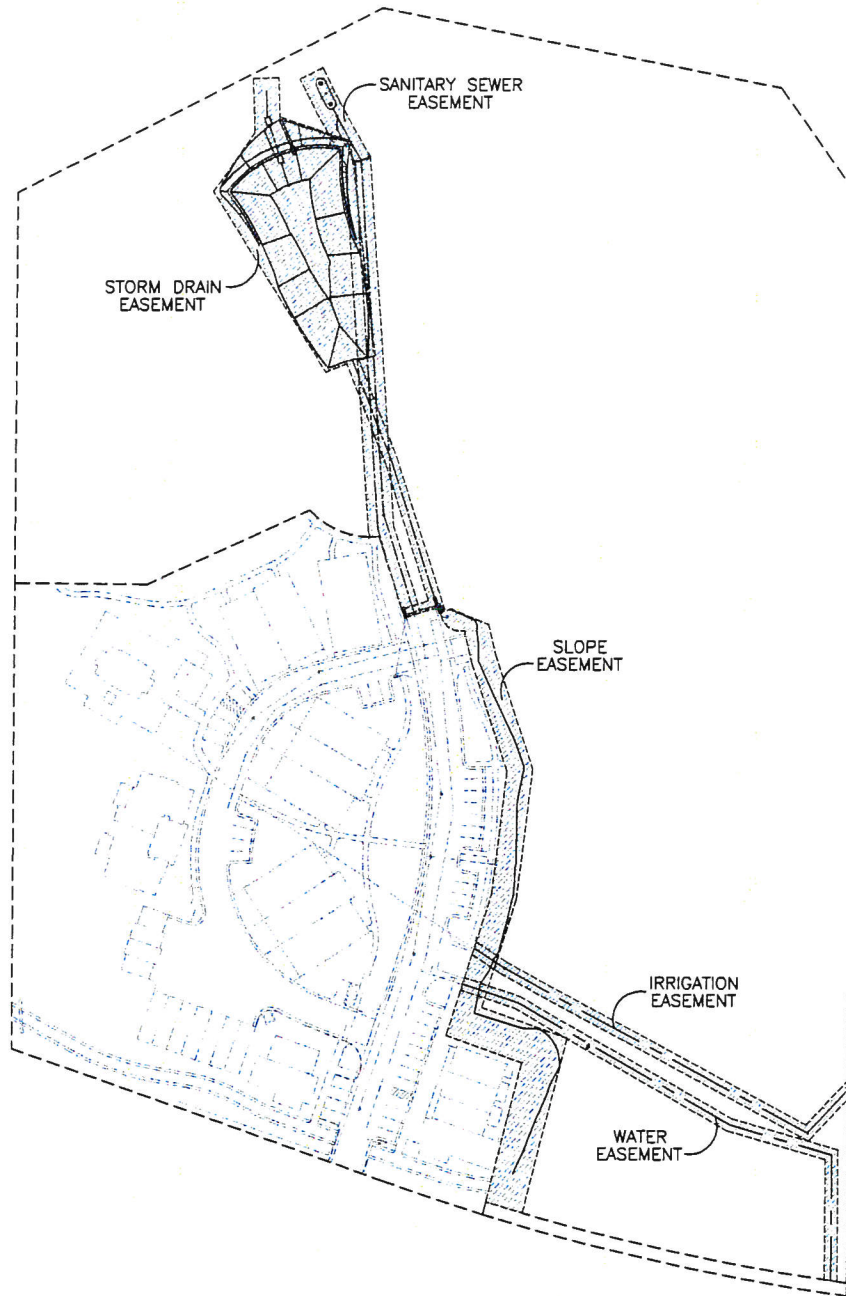 SANITARY SEWER
EASEMENT
STORM DRAIN
EASEMENT
SLOPE
EASEMENT
IRRIGATION
EASEMENT
WATER
EASEMENT